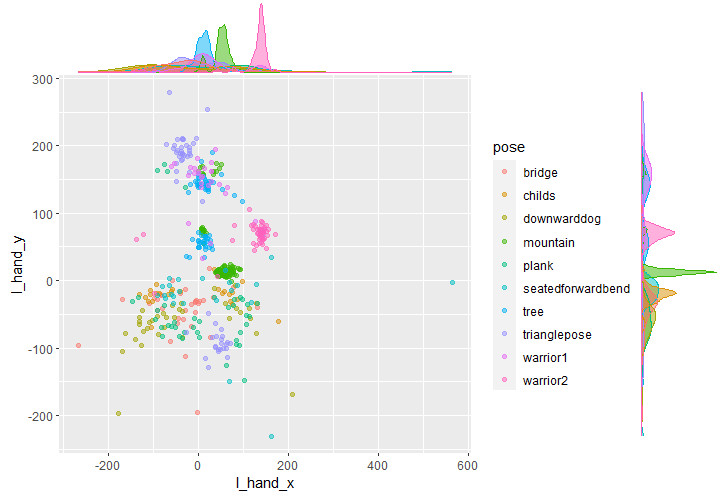 300
200
100
0
-100
-200
l_hand_y
-200
0
200
400
600
l_hand_x
pose
bridge
childs
downwarddog
mountain
plank
seatedforwardbend
tree
trianglepose
warrior1
warrior2